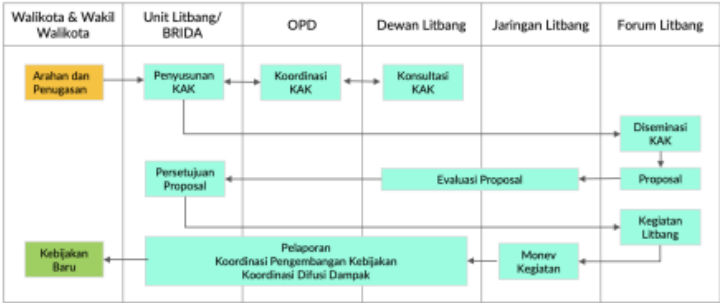 Walikota & Wakil
Walikota
Unit Litbang/
BRIDA
OPD
Dewan Litbang
Jaringan Litbang
Forum Litbang
Arahan dan
Penugasan
Penyusunan
KAK
Koordinasi
KAK
Konsultasi
KAK
Diseminasi
KAK
Persetujuan
Proposal
Evaluasi Proposal
Proposal
Kegiatan
Litbang
Kebijakan
Baru
Pelaporan
Koordinasi Pengembangan Kebijakan
Koordinasi Difusi Dampak
Monev
Kegiatan